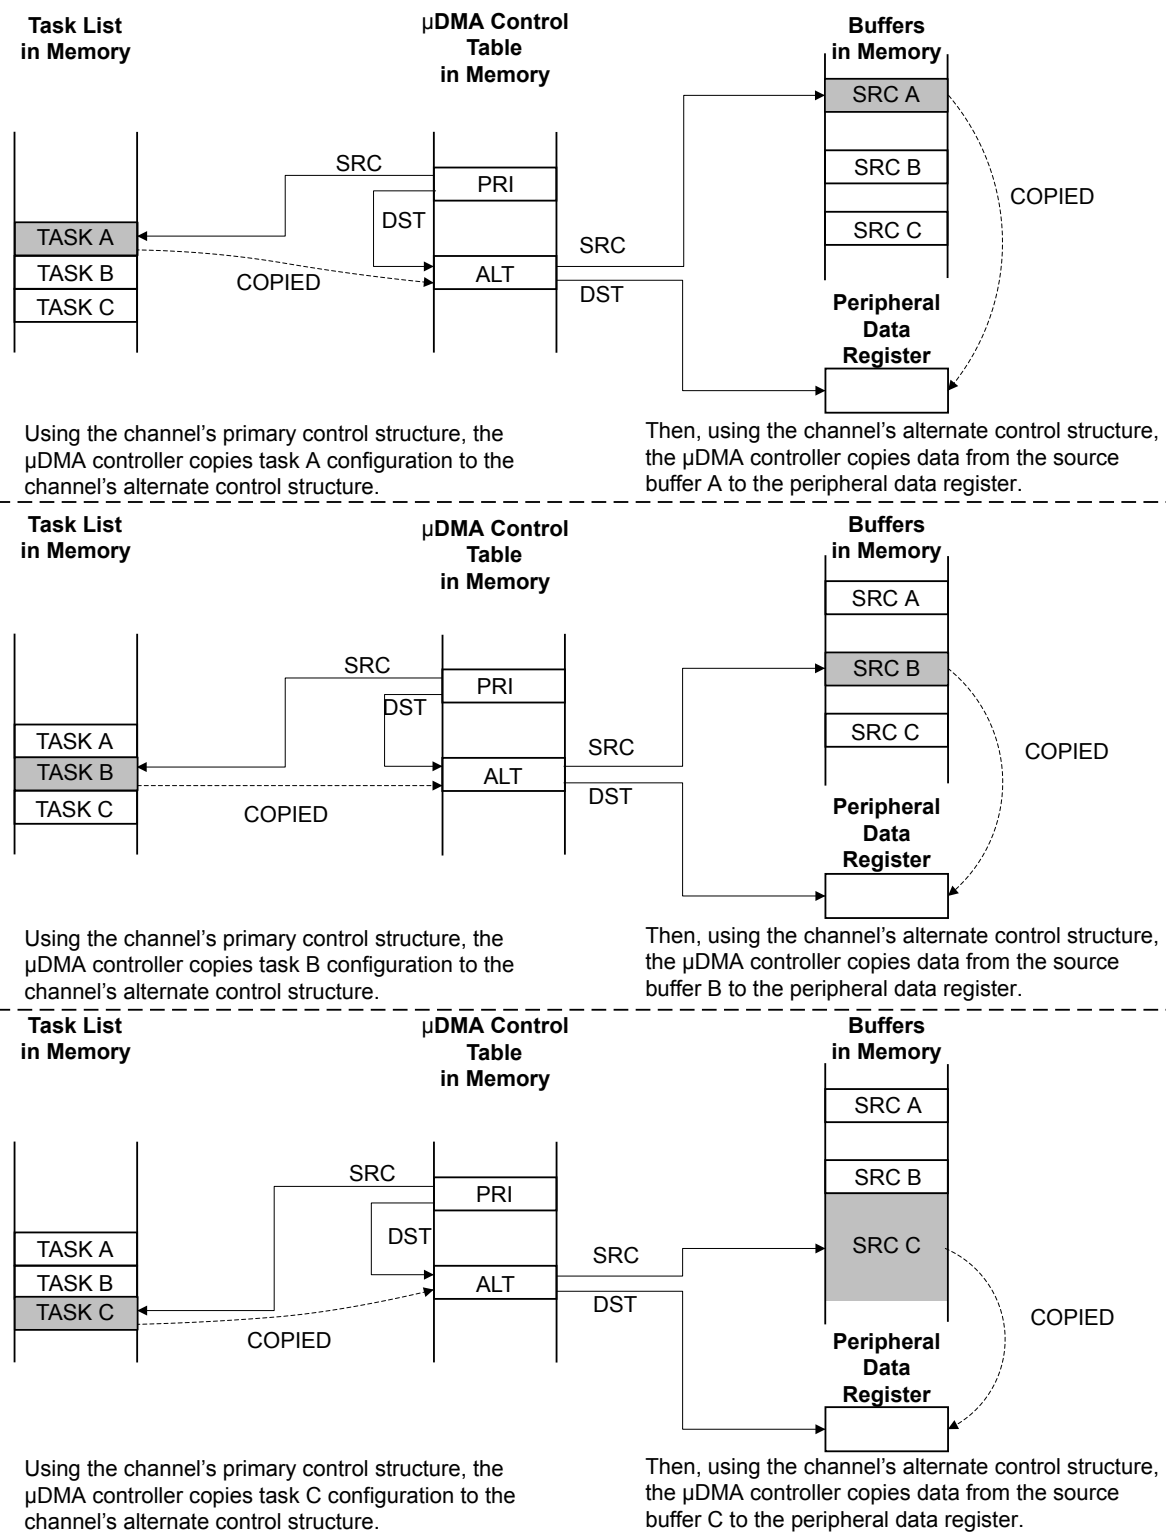 Task List
in Memory
µDMA Control
Table
in Memory
Buffers
in Memory
SRC A
SRC
PRI
SRC B
COPIED
DST
SRC C
TASK A
SRC
TASK B
COPIED
ALT
DST
TASK C
Peripheral
Data
Register
Using the channel's primary control structure, the
µDMA controller copies task A configuration to the
channel's alternate control structure.
Then, using the channel's alternate control structure,
the µDMA controller copies data from the source
buffer A to the peripheral data register.
Task List
in Memory
µDMA Control
Table
in Memory
Buffers
in Memory
SRC A
SRC
PRI
SRC B
DST
SRC C
TASK A
SRC
COPIED
TASK B
ALT
DST
TASK C
COPIED
Peripheral
Data
Register
Using the channel's primary control structure, the
µDMA controller copies task B configuration to the
channel's alternate control structure.
Then, using the channel's alternate control structure,
the µDMA controller copies data from the source
buffer B to the peripheral data register.
Task List
in Memory
µDMA Control
Table
in Memory
Buffers
in Memory
SRC A
SRC
PRI
SRC B
DST
SRC C
TASK A
SRC
TASK B
ALT
DST
TASK C
COPIED
COPIED
Peripheral
Data
Register
Using the channel's primary control structure, the
µDMA controller copies task C configuration to the
channel's alternate control structure.
Then, using the channel's alternate control structure,
the µDMA controller copies data from the source
buffer C to the peripheral data register.